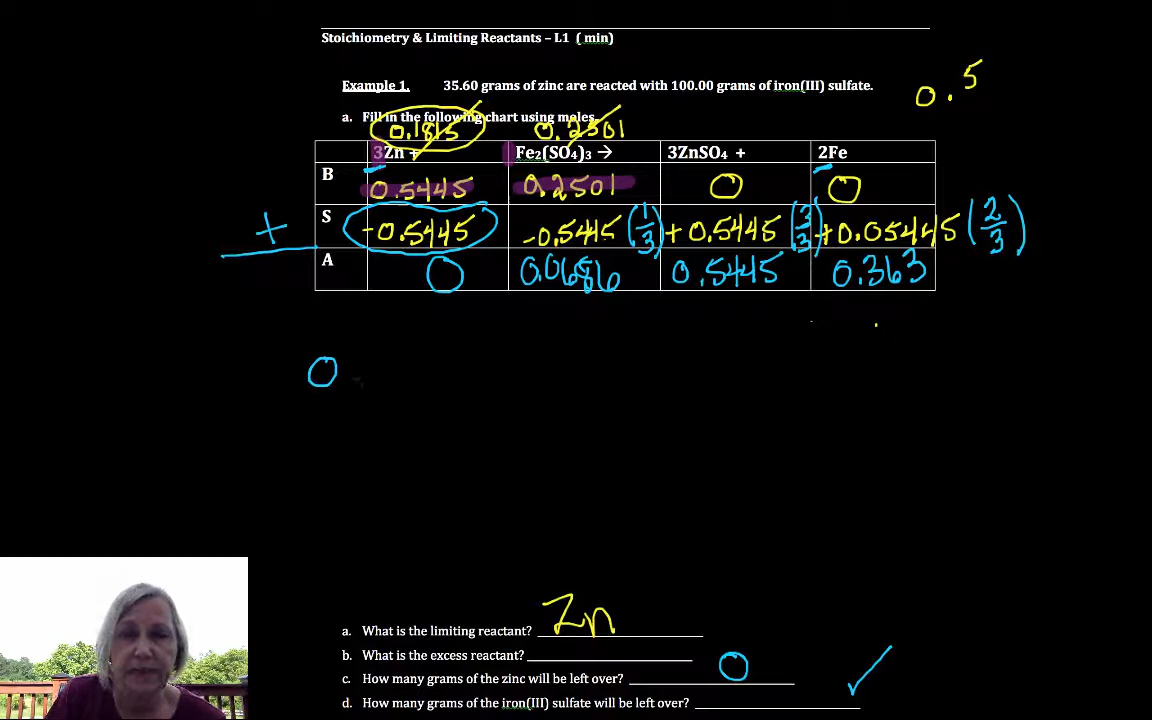 Stoichiometry & Limiting Reactants – L1 ( min)
0.5
Example 1. 35.60 grams of zinc are reacted with 100.00 grams of iron(III) sulfate.
a. Fill in the following chart using moles.
0.1815 0.2501
3Zn + Fe₂(SO₄)₃ → 3ZnSO₄ + 2Fe
B 0.5445 0.2501 0 0
+ S -0.5445 -0.5445 (1/3) +0.5445 (3/3) +0.05445 (2/3)
A 0 0.0686 0.5445 0.363
0
a. What is the limiting reactant? Zn
b. What is the excess reactant?
c. How many grams of the zinc will be left over? 0
d. How many grams of the iron(III) sulfate will be left over? ✓